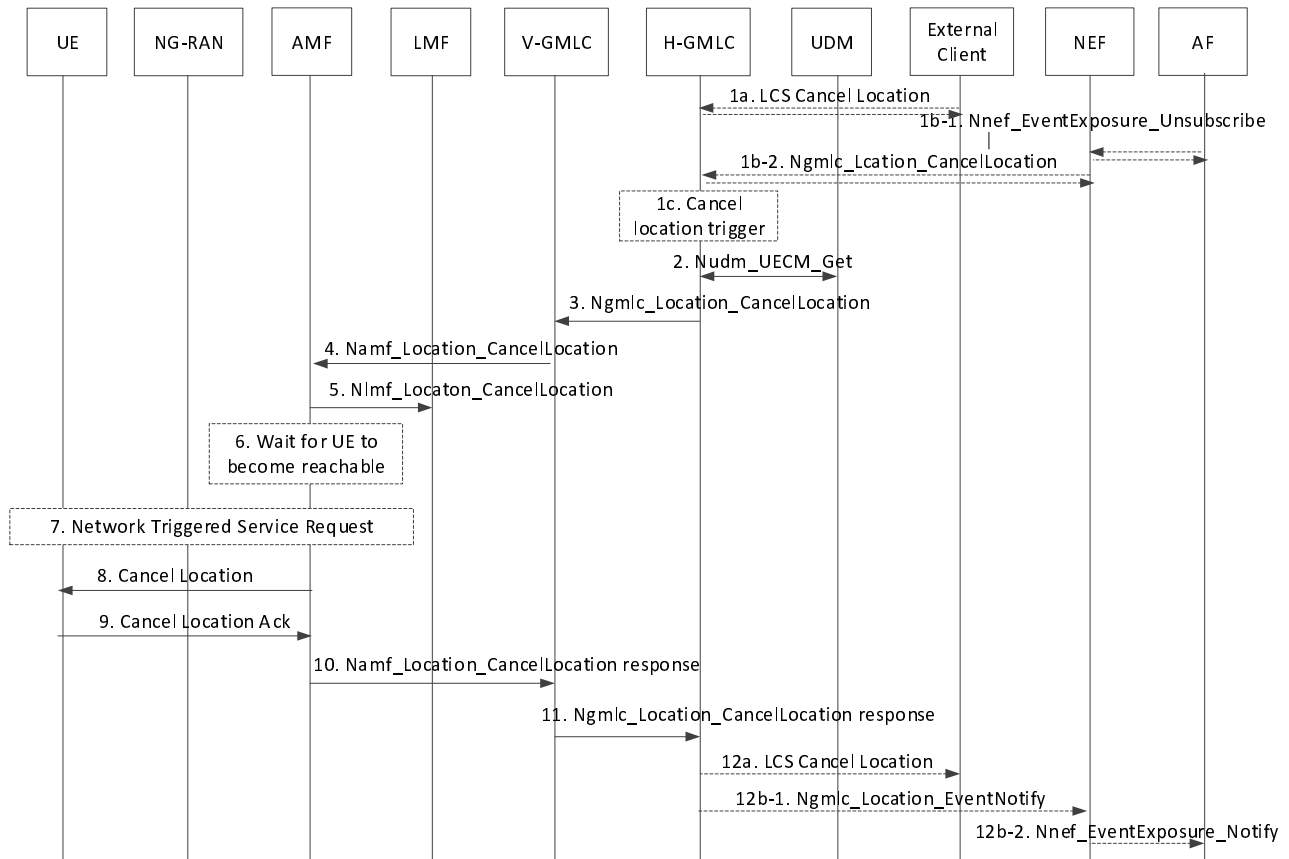 UE
NG-RAN
AMF
LMF
V-GMLC
H-GMLC
UDM
External
Client
NEF
AF
1a. LCS Cancel Location
1b-1. Nnef_EventExposure_Unsubscribe
1b-2. Ngmlc_Lcation_CancelLocation
1c. Cancel
location trigger
2. Nudm_UECM_Get
3. Ngmlc_Location_CancelLocation
4. Namf_Location_CancelLocation
5. Nlmf_Locaton_CancelLocation
6. Wait for UE to
become reachable
7. Network Triggered Service Request
8. Cancel Location
9. Cancel Location Ack
10. Namf_Location_CancelLocation response
11. Ngmlc_Location_CancelLocation response
12a. LCS Cancel Location
12b-1. Ngmlc_Location_EventNotify
12b-2. Nnef_EventExposure_Notify